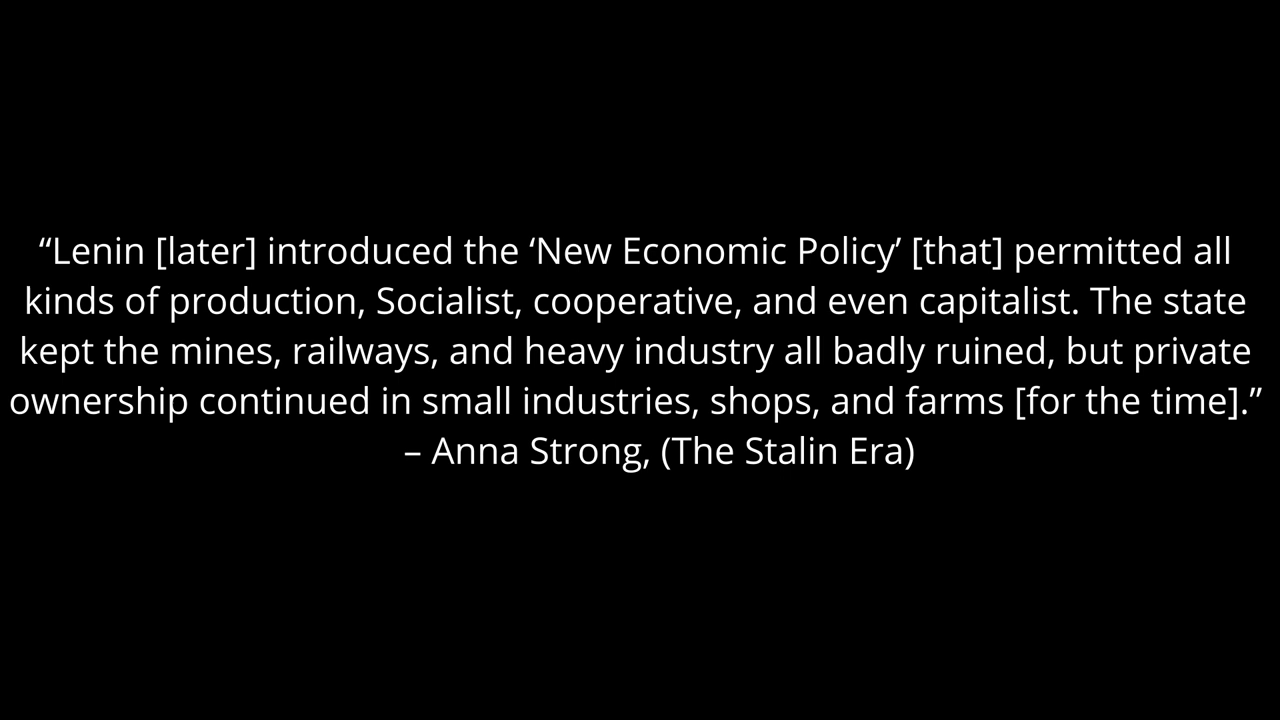 “Lenin [later] introduced the ‘New Economic Policy’ [that] permitted all
kinds of production, Socialist, cooperative, and even capitalist. The state
kept the mines, railways, and heavy industry all badly ruined, but private
ownership continued in small industries, shops, and farms [for the time].”
– Anna Strong, (The Stalin Era)